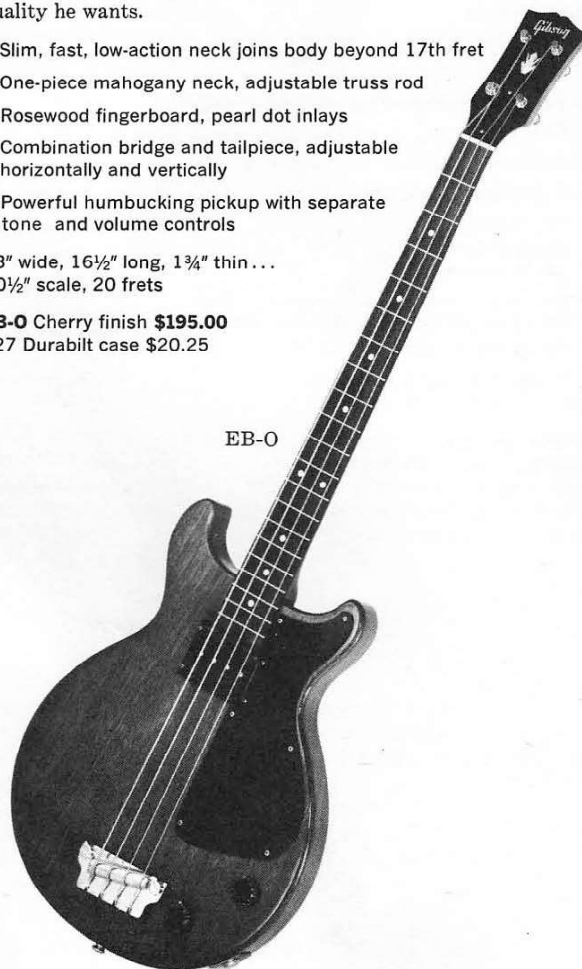 Gibson
uality he wants.
Slim, fast, low-action neck joins body beyond 17th fret
One-piece mahogany neck, adjustable truss rod
Rosewood fingerboard, pearl dot inlays
Combination bridge and tailpiece, adjustable
horizontally and vertically
Powerful humbucking pickup with separate
tone and volume controls
3" wide, 16½" long, 1¾" thin...
0½" scale, 20 frets
B-O Cherry finish $195.00
27 Durabilt case $20.25
EB-O